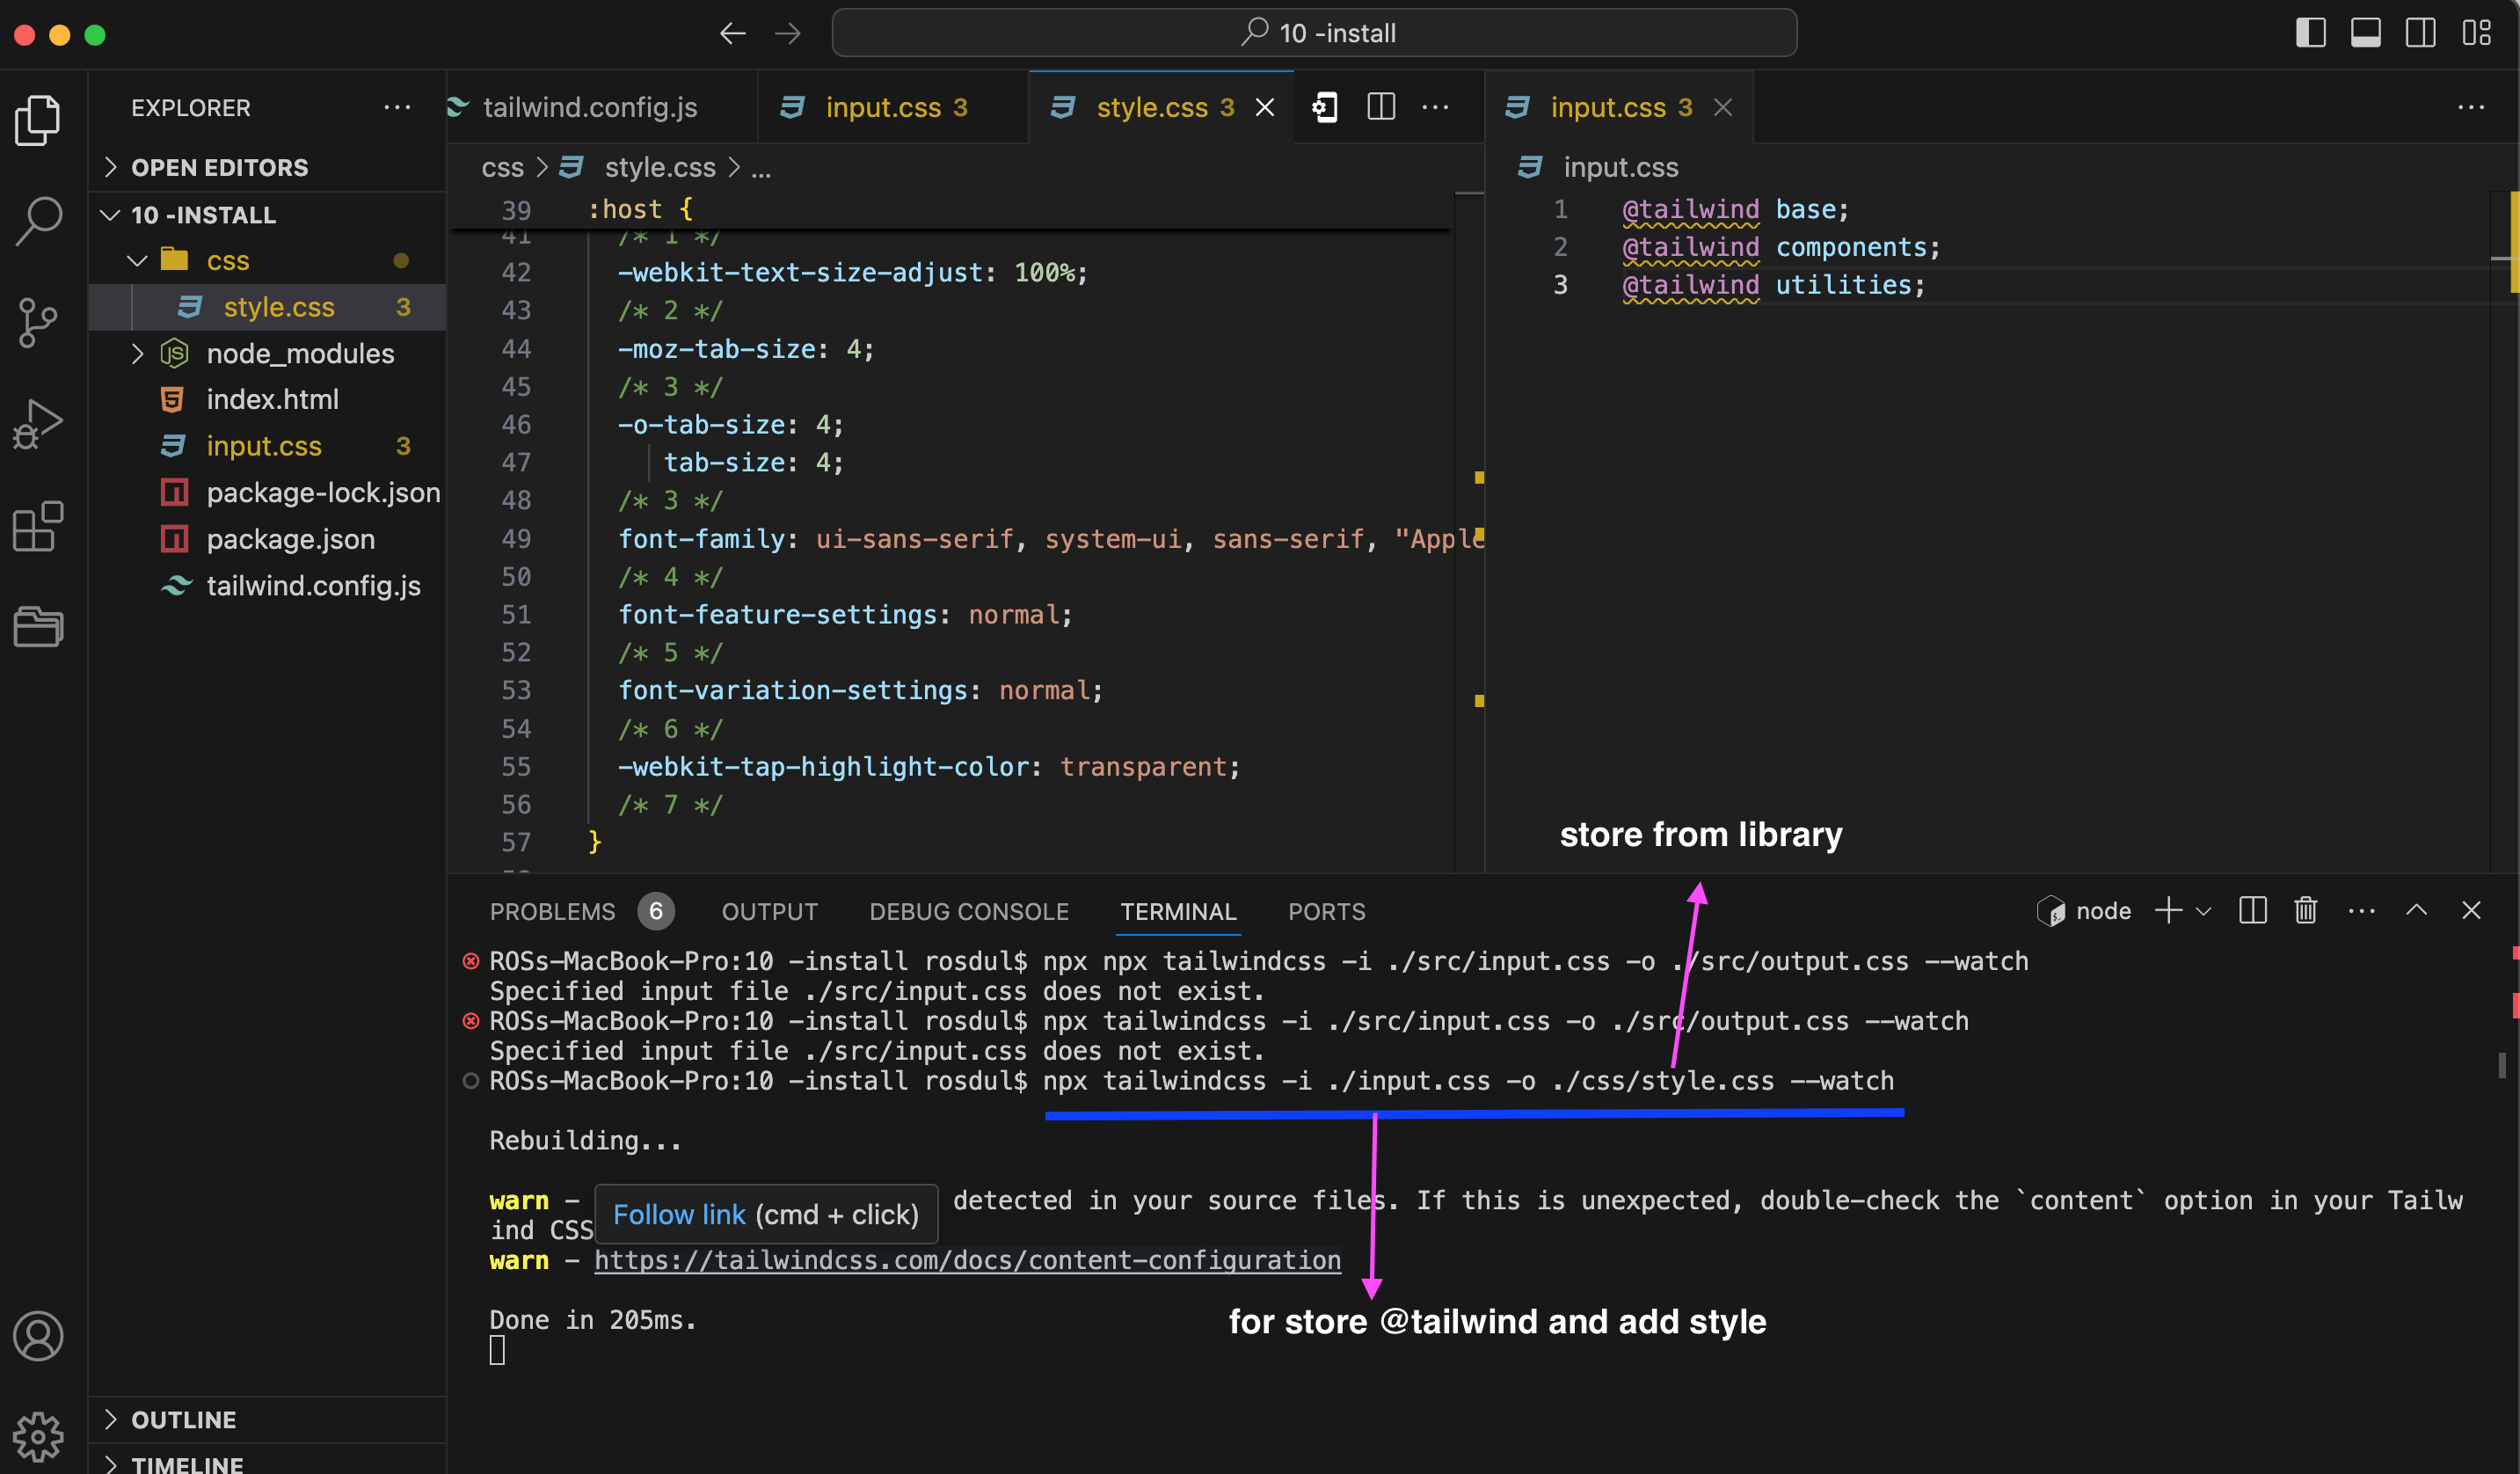 10 -install
EXPLORER
OPEN EDITORS
10 -INSTALL
css
style.css 3
node_modules
index.html
input.css 3
package-lock.json
package.json
tailwind.config.js
OUTLINE
TIMELINE
tailwind.config.js
input.css 3
style.css 3
css > style.css > ...
39 :host {
41 /* 1 */
42 -webkit-text-size-adjust: 100%;
43 /* 2 */
44 -moz-tab-size: 4;
45 /* 3 */
46 -o-tab-size: 4;
47 tab-size: 4;
48 /* 3 */
49 font-family: ui-sans-serif, system-ui, sans-serif, "Apple
50 /* 4 */
51 font-feature-settings: normal;
52 /* 5 */
53 font-variation-settings: normal;
54 /* 6 */
55 -webkit-tap-highlight-color: transparent;
56 /* 7 */
57 }
input.css 3
input.css
1 @tailwind base;
2 @tailwind components;
3 @tailwind utilities;
store from library
PROBLEMS 6 OUTPUT DEBUG CONSOLE TERMINAL PORTS
node
ROSs-MacBook-Pro:10 -install rosdul$ npx npx tailwindcss -i ./src/input.css -o ./src/output.css --watch
Specified input file ./src/input.css does not exist.
ROSs-MacBook-Pro:10 -install rosdul$ npx tailwindcss -i ./src/input.css -o ./src/output.css --watch
Specified input file ./src/input.css does not exist.
ROSs-MacBook-Pro:10 -install rosdul$ npx tailwindcss -i ./input.css -o ./css/style.css --watch
Rebuilding...
warn - detected in your source files. If this is unexpected, double-check the `content` option in your Tailw
ind CSS
Follow link (cmd + click)
warn - https://tailwindcss.com/docs/content-configuration
Done in 205ms.
for store @tailwind and add style